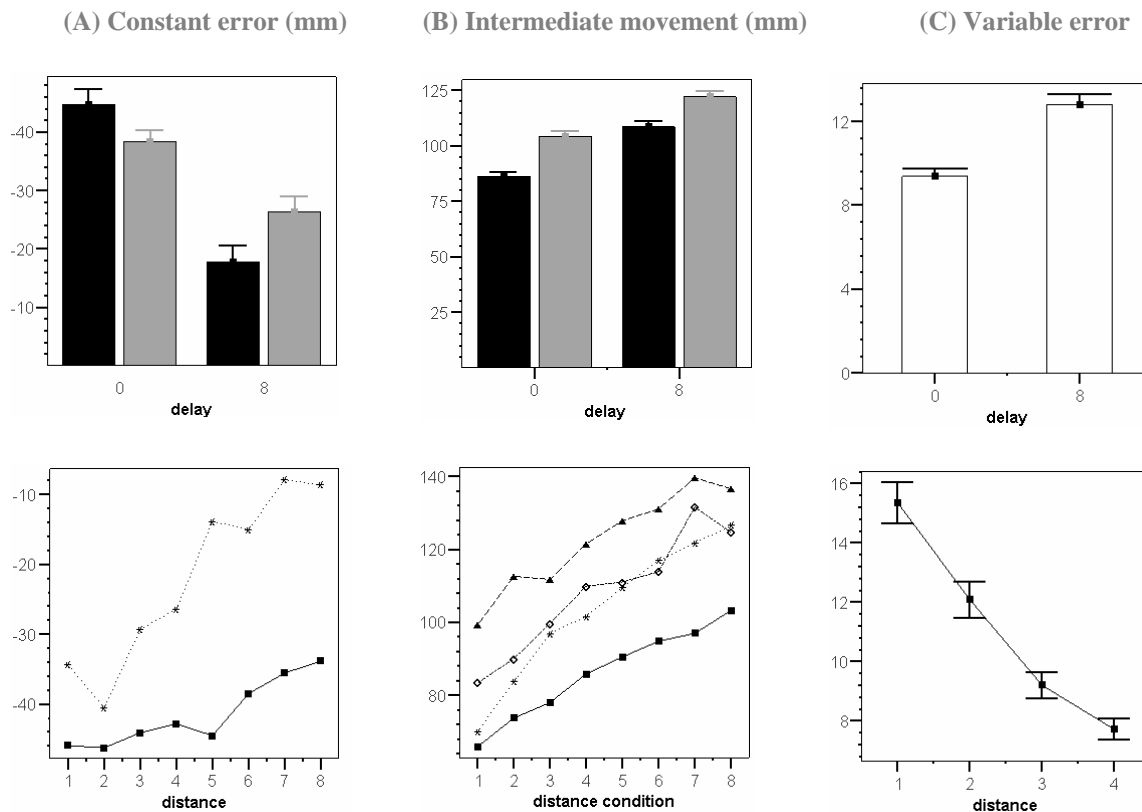 (A) Constant error (mm)
(B) Intermediate movement (mm)
(C) Variable error
-40
-30
-20
-10
0
8
delay
125
100
75
50
25
0
8
delay
12
8
4
0
0
8
delay
-10
-20
-30
-40
1 2 3 4 5 6 7 8
distance
140
120
100
80
1 2 3 4 5 6 7 8
distance condition
16
14
12
10
8
1 2 3 4
distance